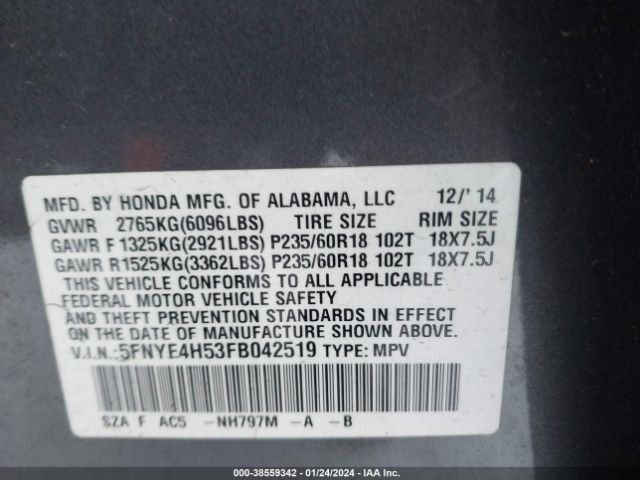 MFD. BY HONDA MFG. OF ALABAMA, LLC 12/' 14
GVWR 2765KG(6096LBS) TIRE SIZE RIM SIZE
GAWR F 1325KG(2921LBS) P235/60R18 102T 18X7.5J
GAWR R1525KG(3362LBS) P235/60R18 102T 18X7.5J
THIS VEHICLE CONFORMS TO ALL APPLICABLE
FEDERAL MOTOR VEHICLE SAFETY
AND THEFT PREVENTION STANDARDS IN EFFECT
ON THE DATE OF MANUFACTURE SHOWN ABOVE.
V.I.N.:5FNYE4H53FB042519 TYPE: MPV
SZA F AC5 -NH797M -A -B
000-38559342 / 01/24/2024 - IAA Inc.